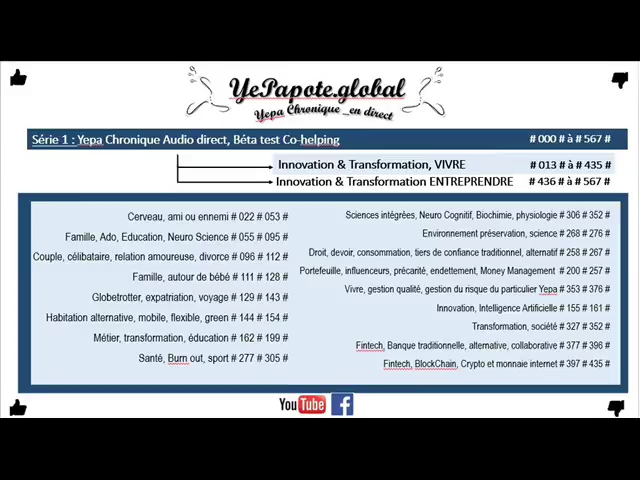 YePapote.global
Yepa Chronique _en direct
Série 1 : Yepa Chronique Audio direct, Béta test Co-helping # 000 # à # 567 #
Innovation & Transformation, VIVRE # 013 # à # 435 #
Innovation & Transformation ENTREPRENDRE # 436 # à # 567 #
Cerveau, ami ou ennemi # 022 # 053 #
Famille, Ado, Education, Neuro Science # 055 # 095 #
Couple, célibataire, relation amoureuse, divorce # 096 # 112 #
Famille, autour de bébé # 111 # 128 #
Globetrotter, expatriation, voyage # 129 # 143 #
Habitation alternative, mobile, flexible, green # 144 # 154 #
Métier, transformation, éducation # 162 # 199 #
Santé, Burn out, sport # 277 # 305 #
Sciences intégrées, Neuro Cognitif, Biochimie, physiologie # 306 # 352 #
Environnement préservation, science # 268 # 276 #
Droit, devoir, consommation, tiers de confiance traditionnel, alternatif # 258 # 267 #
Portefeuille, influenceurs, précarité, endettement, Money Management # 200 # 257 #
Vivre, gestion qualité, gestion du risque du particulier Yepa # 353 # 376 #
Innovation, Intelligence Artificielle # 155 # 161 #
Transformation, société # 327 # 352 #
Fintech, Banque traditionnelle, alternative, collaborative # 377 # 396 #
Fintech, BlockChain, Crypto et monnaie internet # 397 # 435 #
YouTube f